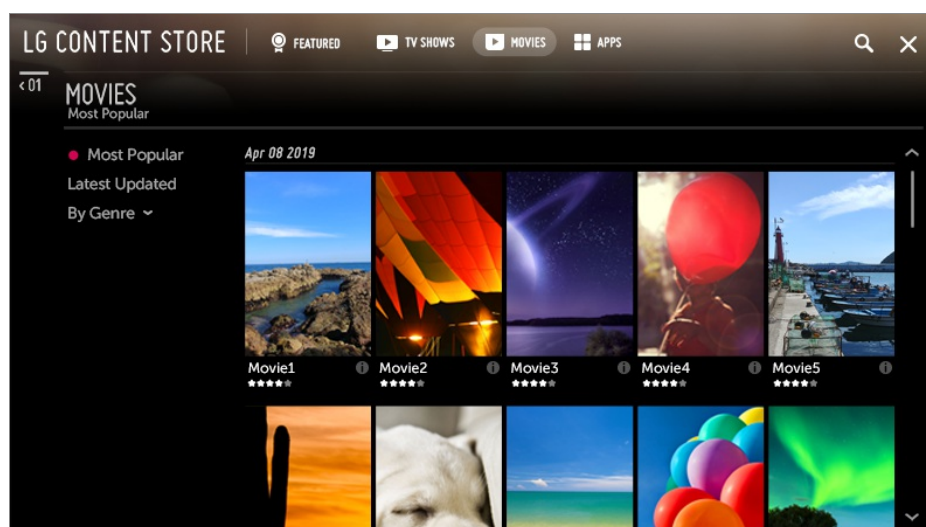 LG CONTENT STORE FEATURED TV SHOWS MOVIES APPS
<01
MOVIES
Most Popular
Most Popular
Latest Updated
By Genre
Apr 08 2019
Movie1 Movie2 Movie3 Movie4 Movie5